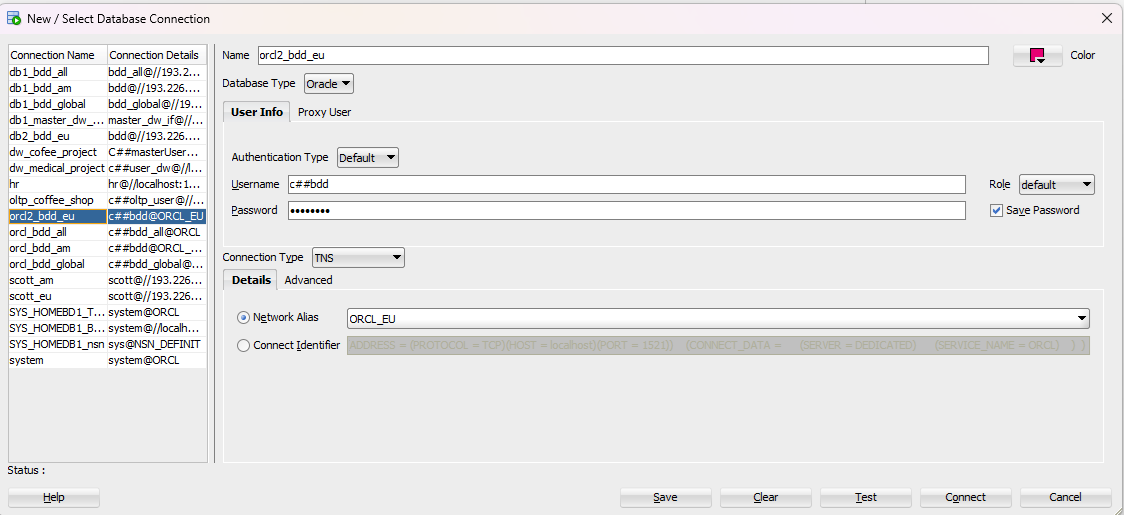 New / Select Database Connection
Connection Name Connection Details
db1_bdd_all bdd_all@//193.2...
db1_bdd_am bdd@//193.226....
db1_bdd_global bdd_global@//19...
db1_master_dw_... master_dw_if@//...
db2_bdd_eu bdd@//193.226....
dw_cofee_project C##masterUser...
dw_medical_project c##user_dw@//l...
hr hr@//localhost:1...
oltp_coffee_shop c##oltp_user@//...
orcl2_bdd_eu c##bdd@ORCL_EU
orcl_bdd_all c##bdd_all@ORCL
orcl_bdd_am c##bdd@ORCL_...
orcl_bdd_global c##bdd_global@...
scott_am scott@//193.226...
scott_eu scott@//193.226...
SYS_HOMEBD1_T... system@ORCL
SYS_HOMEDB1_B... system@//localh...
SYS_HOMEDB1_nsn sys@NSN_DEFINIT
system system@ORCL
Name orcl2_bdd_eu Color
Database Type Oracle
User Info Proxy User
Authentication Type Default
Username c##bdd Role default
Password •••••••• Save Password
Connection Type TNS
Details Advanced
Network Alias ORCL_EU
Connect Identifier ADDRESS = (PROTOCOL = TCP)(HOST = localhost)(PORT = 1521)) (CONNECT_DATA = (SERVER = DEDICATED) (SERVICE_NAME = ORCL) ) )
Status :
Help Save Clear Test Connect Cancel